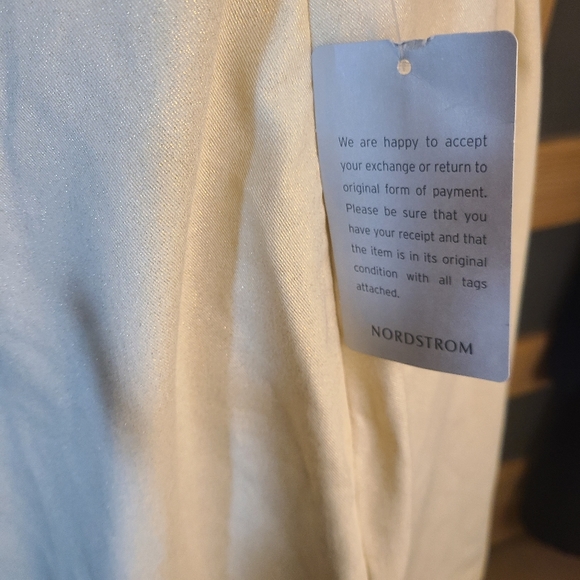 We are happy to accept
your exchange or return to
original form of payment.
Please be sure that you
have your receipt and that
the item is in its original
condition with all tags
attached.
NORDSTROM